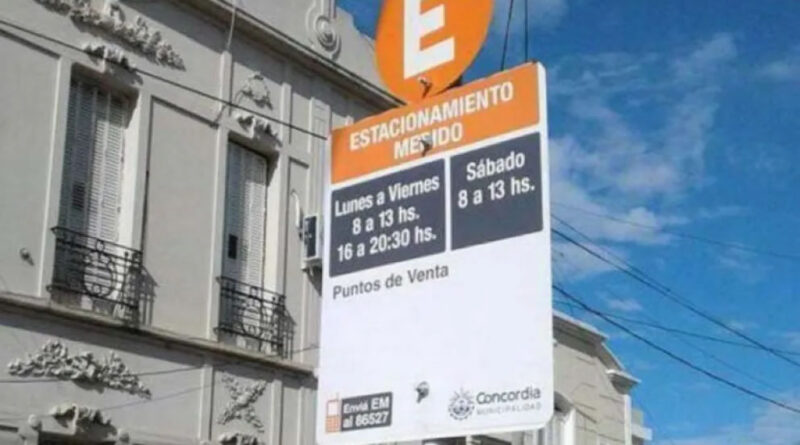 E
ESTACIONAMIENTO
MEDIDO
Lunes a Viernes
8 a 13 hs.
16 a 20:30 hs.
Sábado
8 a 13 hs.
Puntos de Venta
Enviá EM
al 66527
Concordia
MUNICIPALIDAD